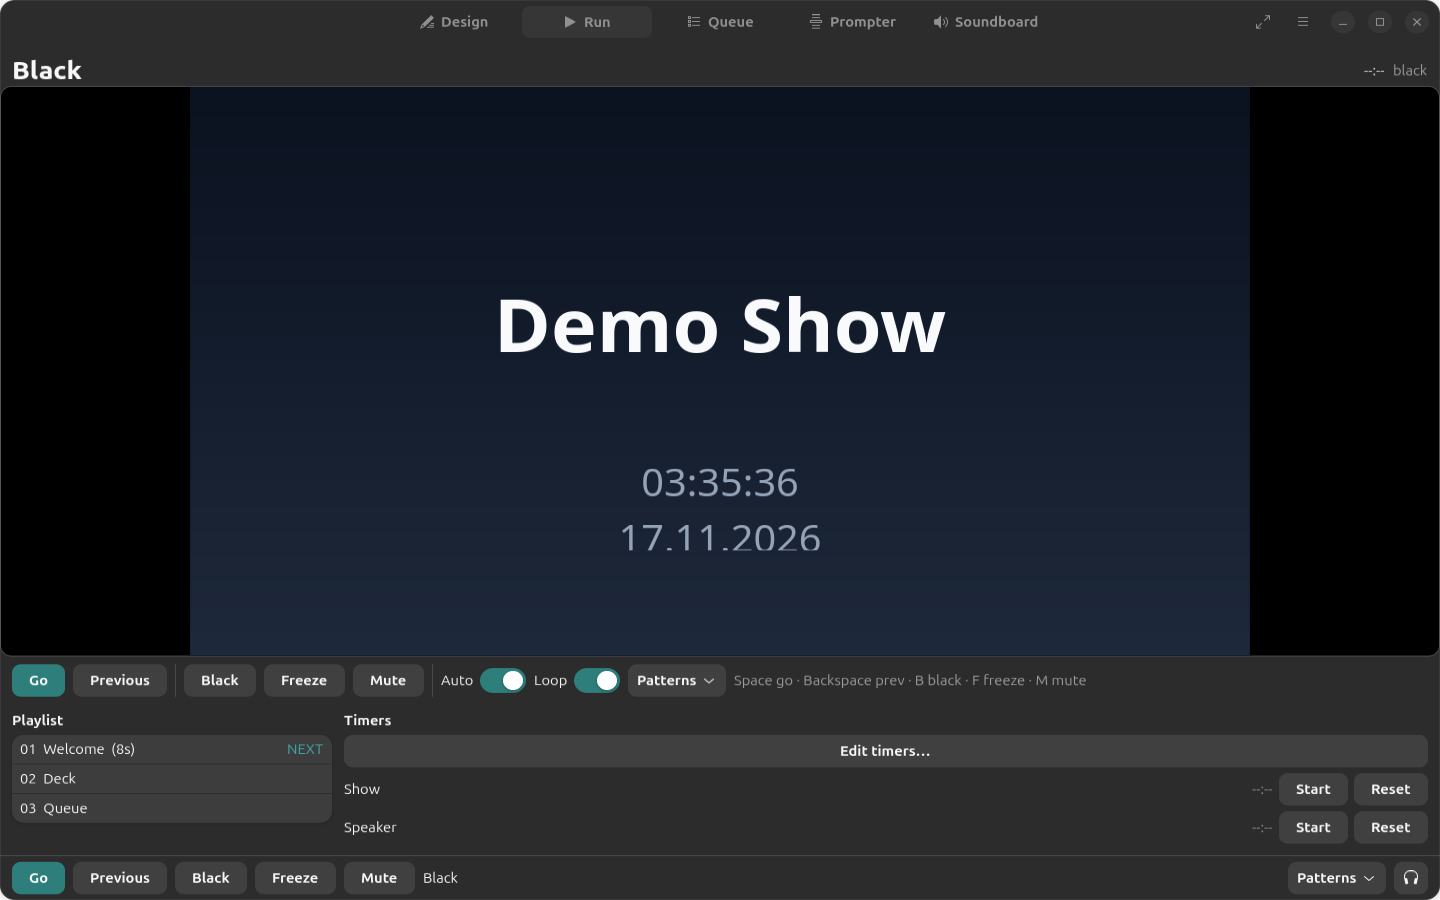 Design Run Queue Prompter Soundboard
Black --:-- black
Demo Show
03:35:36
17.11.2026
Go Previous Black Freeze Mute Auto Loop Patterns Space go · Backspace prev · B black · F freeze · M mute
Playlist
01 Welcome (8s) NEXT
02 Deck
03 Queue
Timers
Edit timers...
Show --:-- Start Reset
Speaker --:-- Start Reset
Go Previous Black Freeze Mute Black Patterns